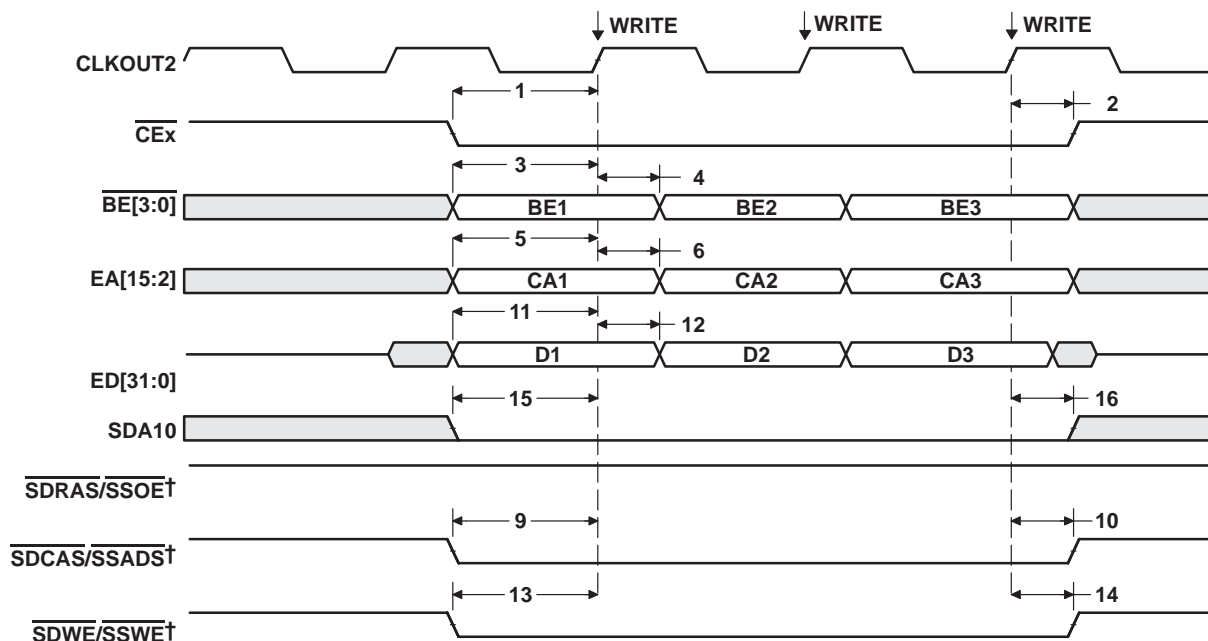 WRITE WRITE WRITE
CLKOUT2
1 2
CEx
3 4
BE[3:0] BE1 BE2 BE3
5 6
EA[15:2] CA1 CA2 CA3
11 12
D1 D2 D3
ED[31:0]
15 16
SDA10
SDRAS/SSOE†
9 10
SDCAS/SSADS†
13 14
SDWE/SSWE†